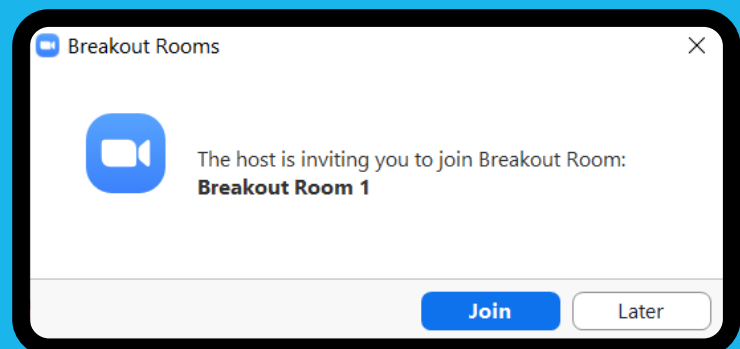 Breakout Rooms
The host is inviting you to join Breakout Room:
Breakout Room 1
Join
Later